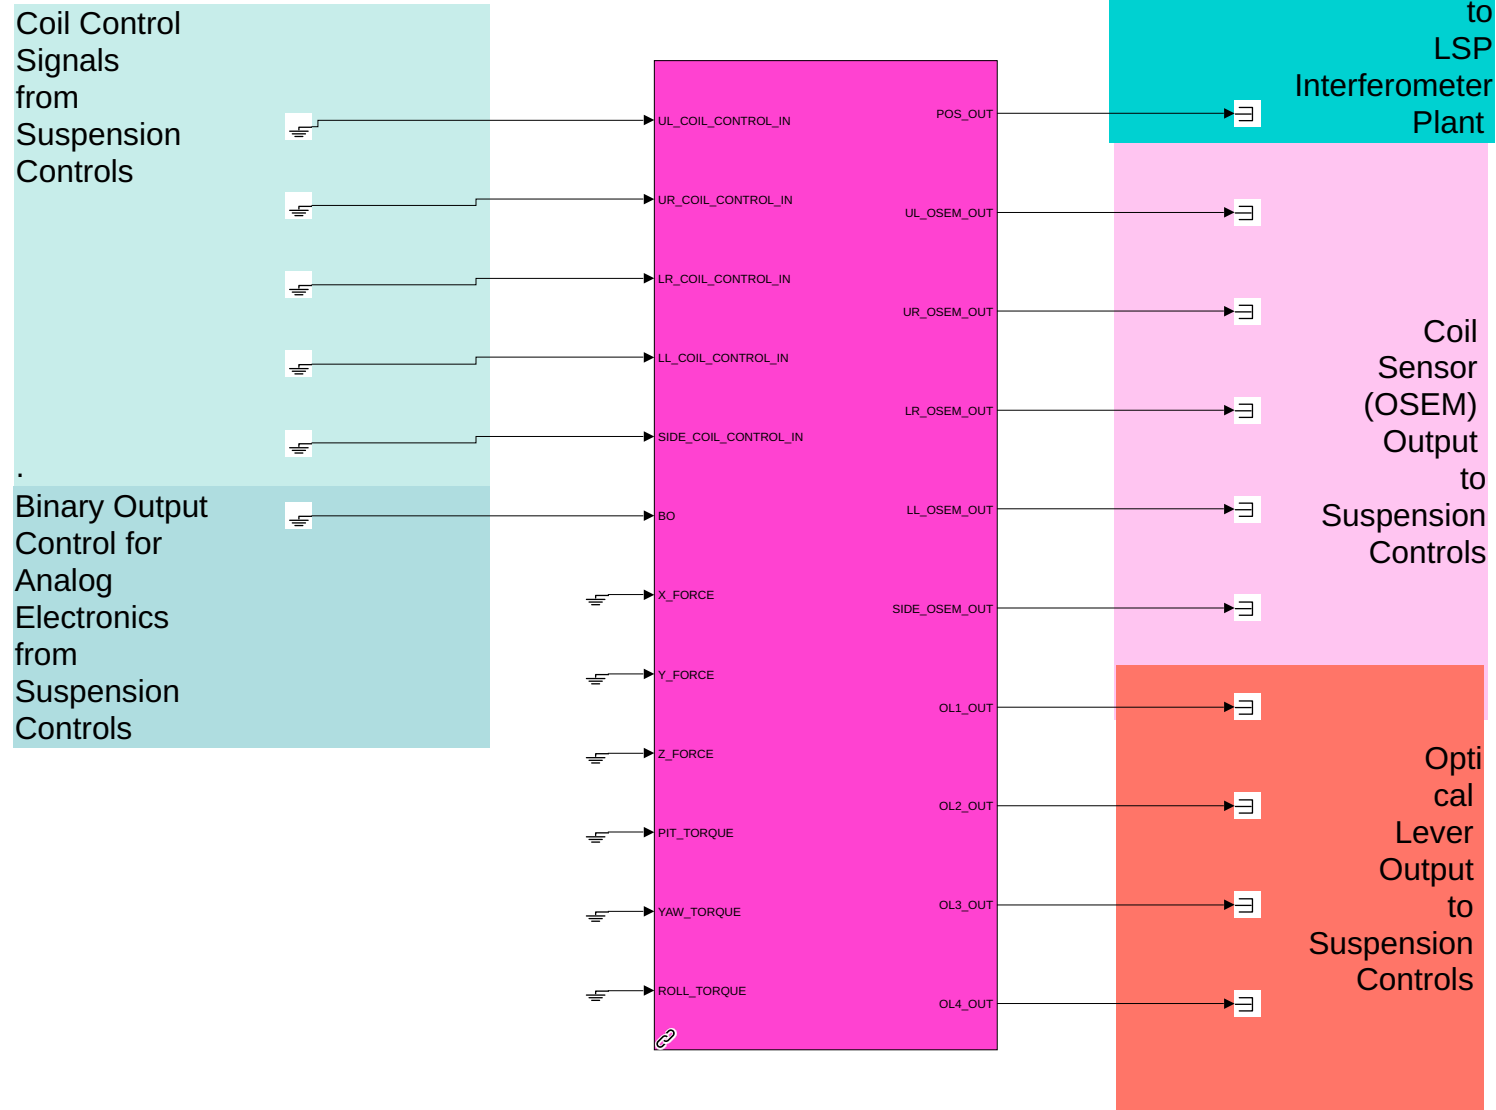 Coil Control
Signals
from
Suspension
Controls
.
Binary Output
Control for
Analog
Electronics
from
Suspension
Controls
UL_COIL_CONTROL_IN
UR_COIL_CONTROL_IN
LR_COIL_CONTROL_IN
LL_COIL_CONTROL_IN
SIDE_COIL_CONTROL_IN
BO
X_FORCE
Y_FORCE
Z_FORCE
PIT_TORQUE
YAW_TORQUE
ROLL_TORQUE
POS_OUT
UL_OSEM_OUT
UR_OSEM_OUT
LR_OSEM_OUT
LL_OSEM_OUT
SIDE_OSEM_OUT
OL1_OUT
OL2_OUT
OL3_OUT
OL4_OUT
to
LSP
Interferometer
Plant
Coil
Sensor
(OSEM)
Output
to
Suspension
Controls
Opti
cal
Lever
Output
to
Suspension
Controls